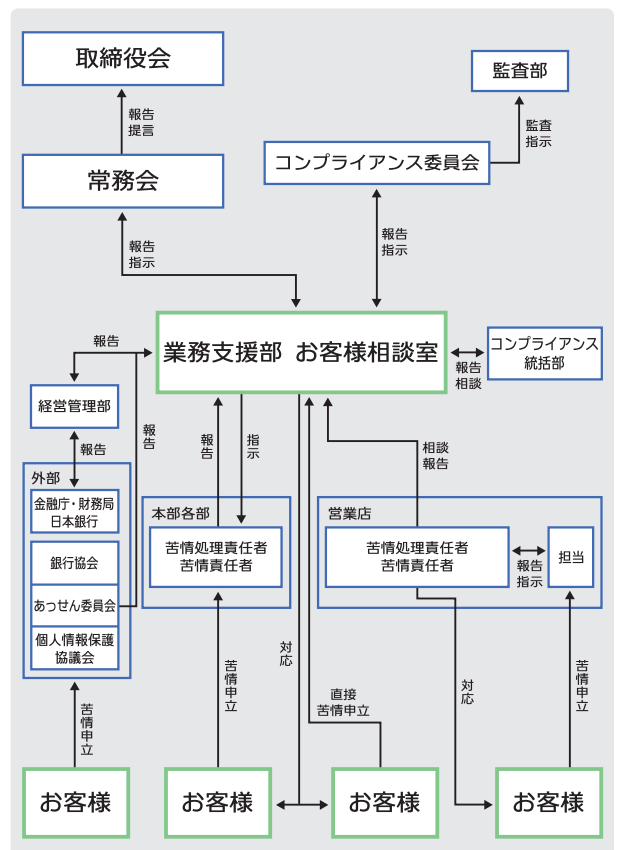 取締役会
監査部
報告
提言
監査
指示
常務会
コンプライアンス委員会
報告
指示
報告
指示
業務支援部 お客様相談室
コンプライアンス
統括部
報告
相談
報告
経営管理部
報告
報告
報告
指示
相談
報告
外部
金融庁・財務局
日本銀行
銀行協会
あっせん委員会
個人情報保護
協議会
本部各部
苦情処理責任者
苦情責任者
営業店
苦情処理責任者
苦情責任者
報告
指示
担当
苦情申立
苦情申立
対応
直接
苦情申立
対応
苦情申立
お客様
お客様
お客様
お客様